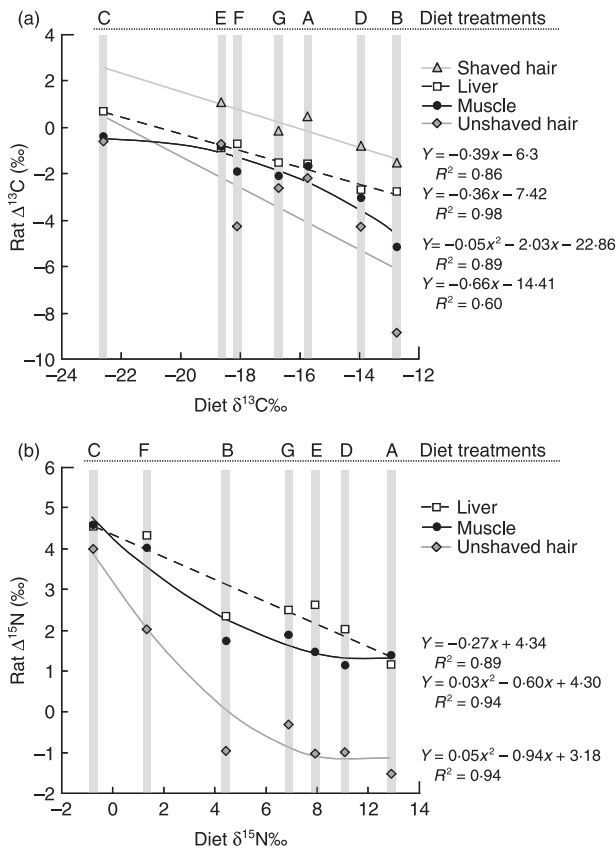 (a)
C E F G A D B Diet treatments
4
2
0
−2
−4
−6
−8
−10
Rat Δ¹³C (‰)
Shaved hair
Liver
Muscle
Unshaved hair
Y = −0·39x − 6·3
R² = 0·86
Y = −0·36x − 7·42
R² = 0·98
Y= −0·05x² − 2·03x − 22·86
R² = 0·89
Y = −0·66x − 14·41
R² = 0·60
−24 −22 −20 −18 −16 −14 −12
Diet δ¹³C‰
(b)
C F B G E D A Diet treatments
6
5
4
3
2
1
0
−1
−2
Rat Δ¹⁵N (‰)
Liver
Muscle
Unshaved hair
Y = −0·27x + 4·34
R² = 0·89
Y = 0·03x² − 0·60x + 4·30
R² = 0·94
Y = 0·05x² − 0·94x + 3·18
R² = 0·94
−2 0 2 4 6 8 10 12 14
Diet δ¹⁵N‰